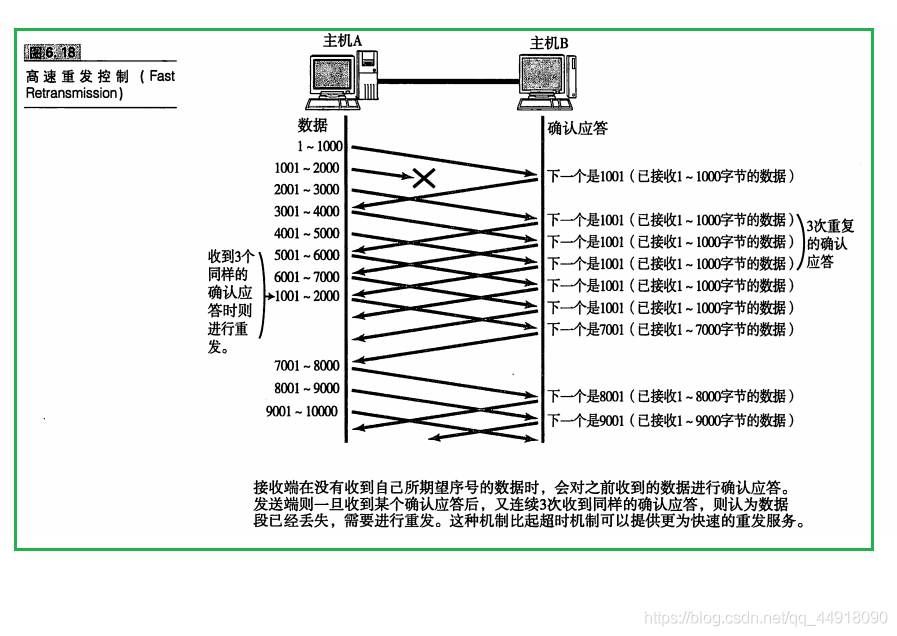 图6.18
高速重发控制（Fast
Retransmission）
主机A
主机B
数据
确认应答
1～1000
1001～2000
2001～3000
3001～4000
4001～5000
5001～6000
6001～7000
1001～2000
收到3个
同样的
确认应
答时则
进行重
发。
7001～8000
8001～9000
9001～10000
下一个是1001（已接收1～1000字节的数据）
下一个是1001（已接收1～1000字节的数据）
下一个是1001（已接收1～1000字节的数据）
下一个是1001（已接收1～1000字节的数据）
下一个是1001（已接收1～1000字节的数据）
下一个是1001（已接收1～1000字节的数据）
下一个是7001（已接收1～7000字节的数据）
3次重复
的确认
应答
下一个是8001（已接收1～8000字节的数据）
下一个是9001（已接收1～9000字节的数据）
接收端在没有收到自己所期望序号的数据时，会对之前收到的数据进行确认应答。
发送端则一旦收到某个确认应答后，又连续3次收到同样的确认应答，则认为数据
段已经丢失，需要进行重发。这种机制比起超时机制可以提供更为快速的重发服务。
https://blog.csdn.net/qq_44918090